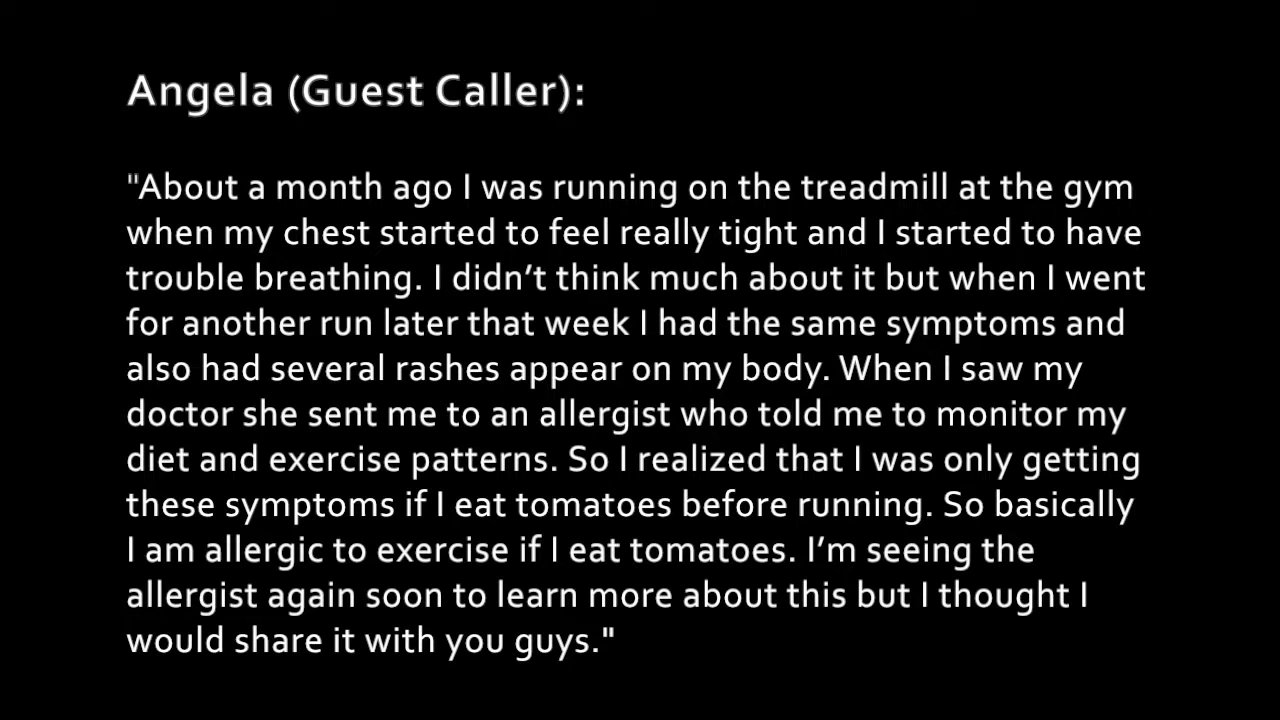 Angela (Guest Caller):
"About a month ago I was running on the treadmill at the gym
when my chest started to feel really tight and I started to have
trouble breathing. I didn’t think much about it but when I went
for another run later that week I had the same symptoms and
also had several rashes appear on my body. When I saw my
doctor she sent me to an allergist who told me to monitor my
diet and exercise patterns. So I realized that I was only getting
these symptoms if I eat tomatoes before running. So basically
I am allergic to exercise if I eat tomatoes. I’m seeing the
allergist again soon to learn more about this but I thought I
would share it with you guys."